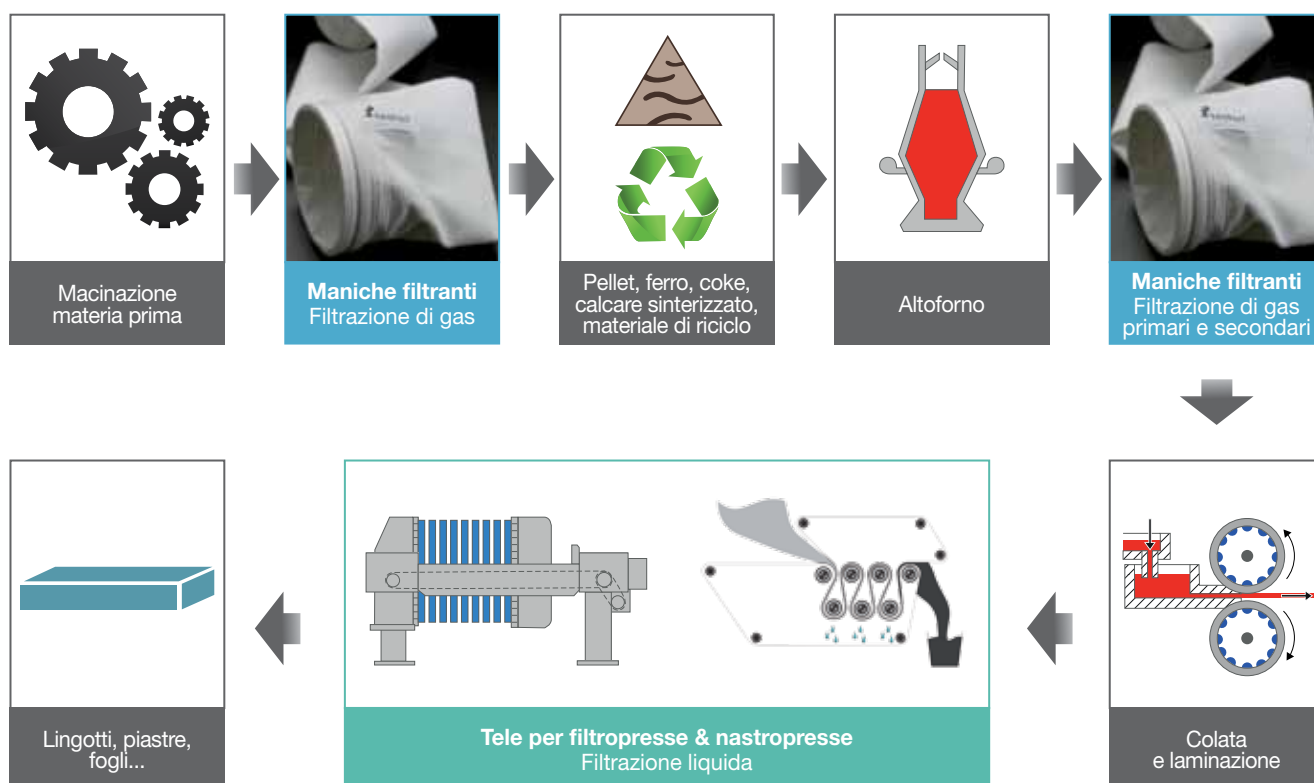 Macinazione
materia prima
Maniche filtranti
Filtrazione di gas
Pellet, ferro, coke,
calcare sinterizzato,
materiale di riciclo
Altoforno
Maniche filtranti
Filtrazione di gas
primari e secondari
Lingotti, piastre,
fogli...
Tele per filtropresse & nastropresse
Filtrazione liquida
Colata
e laminazione